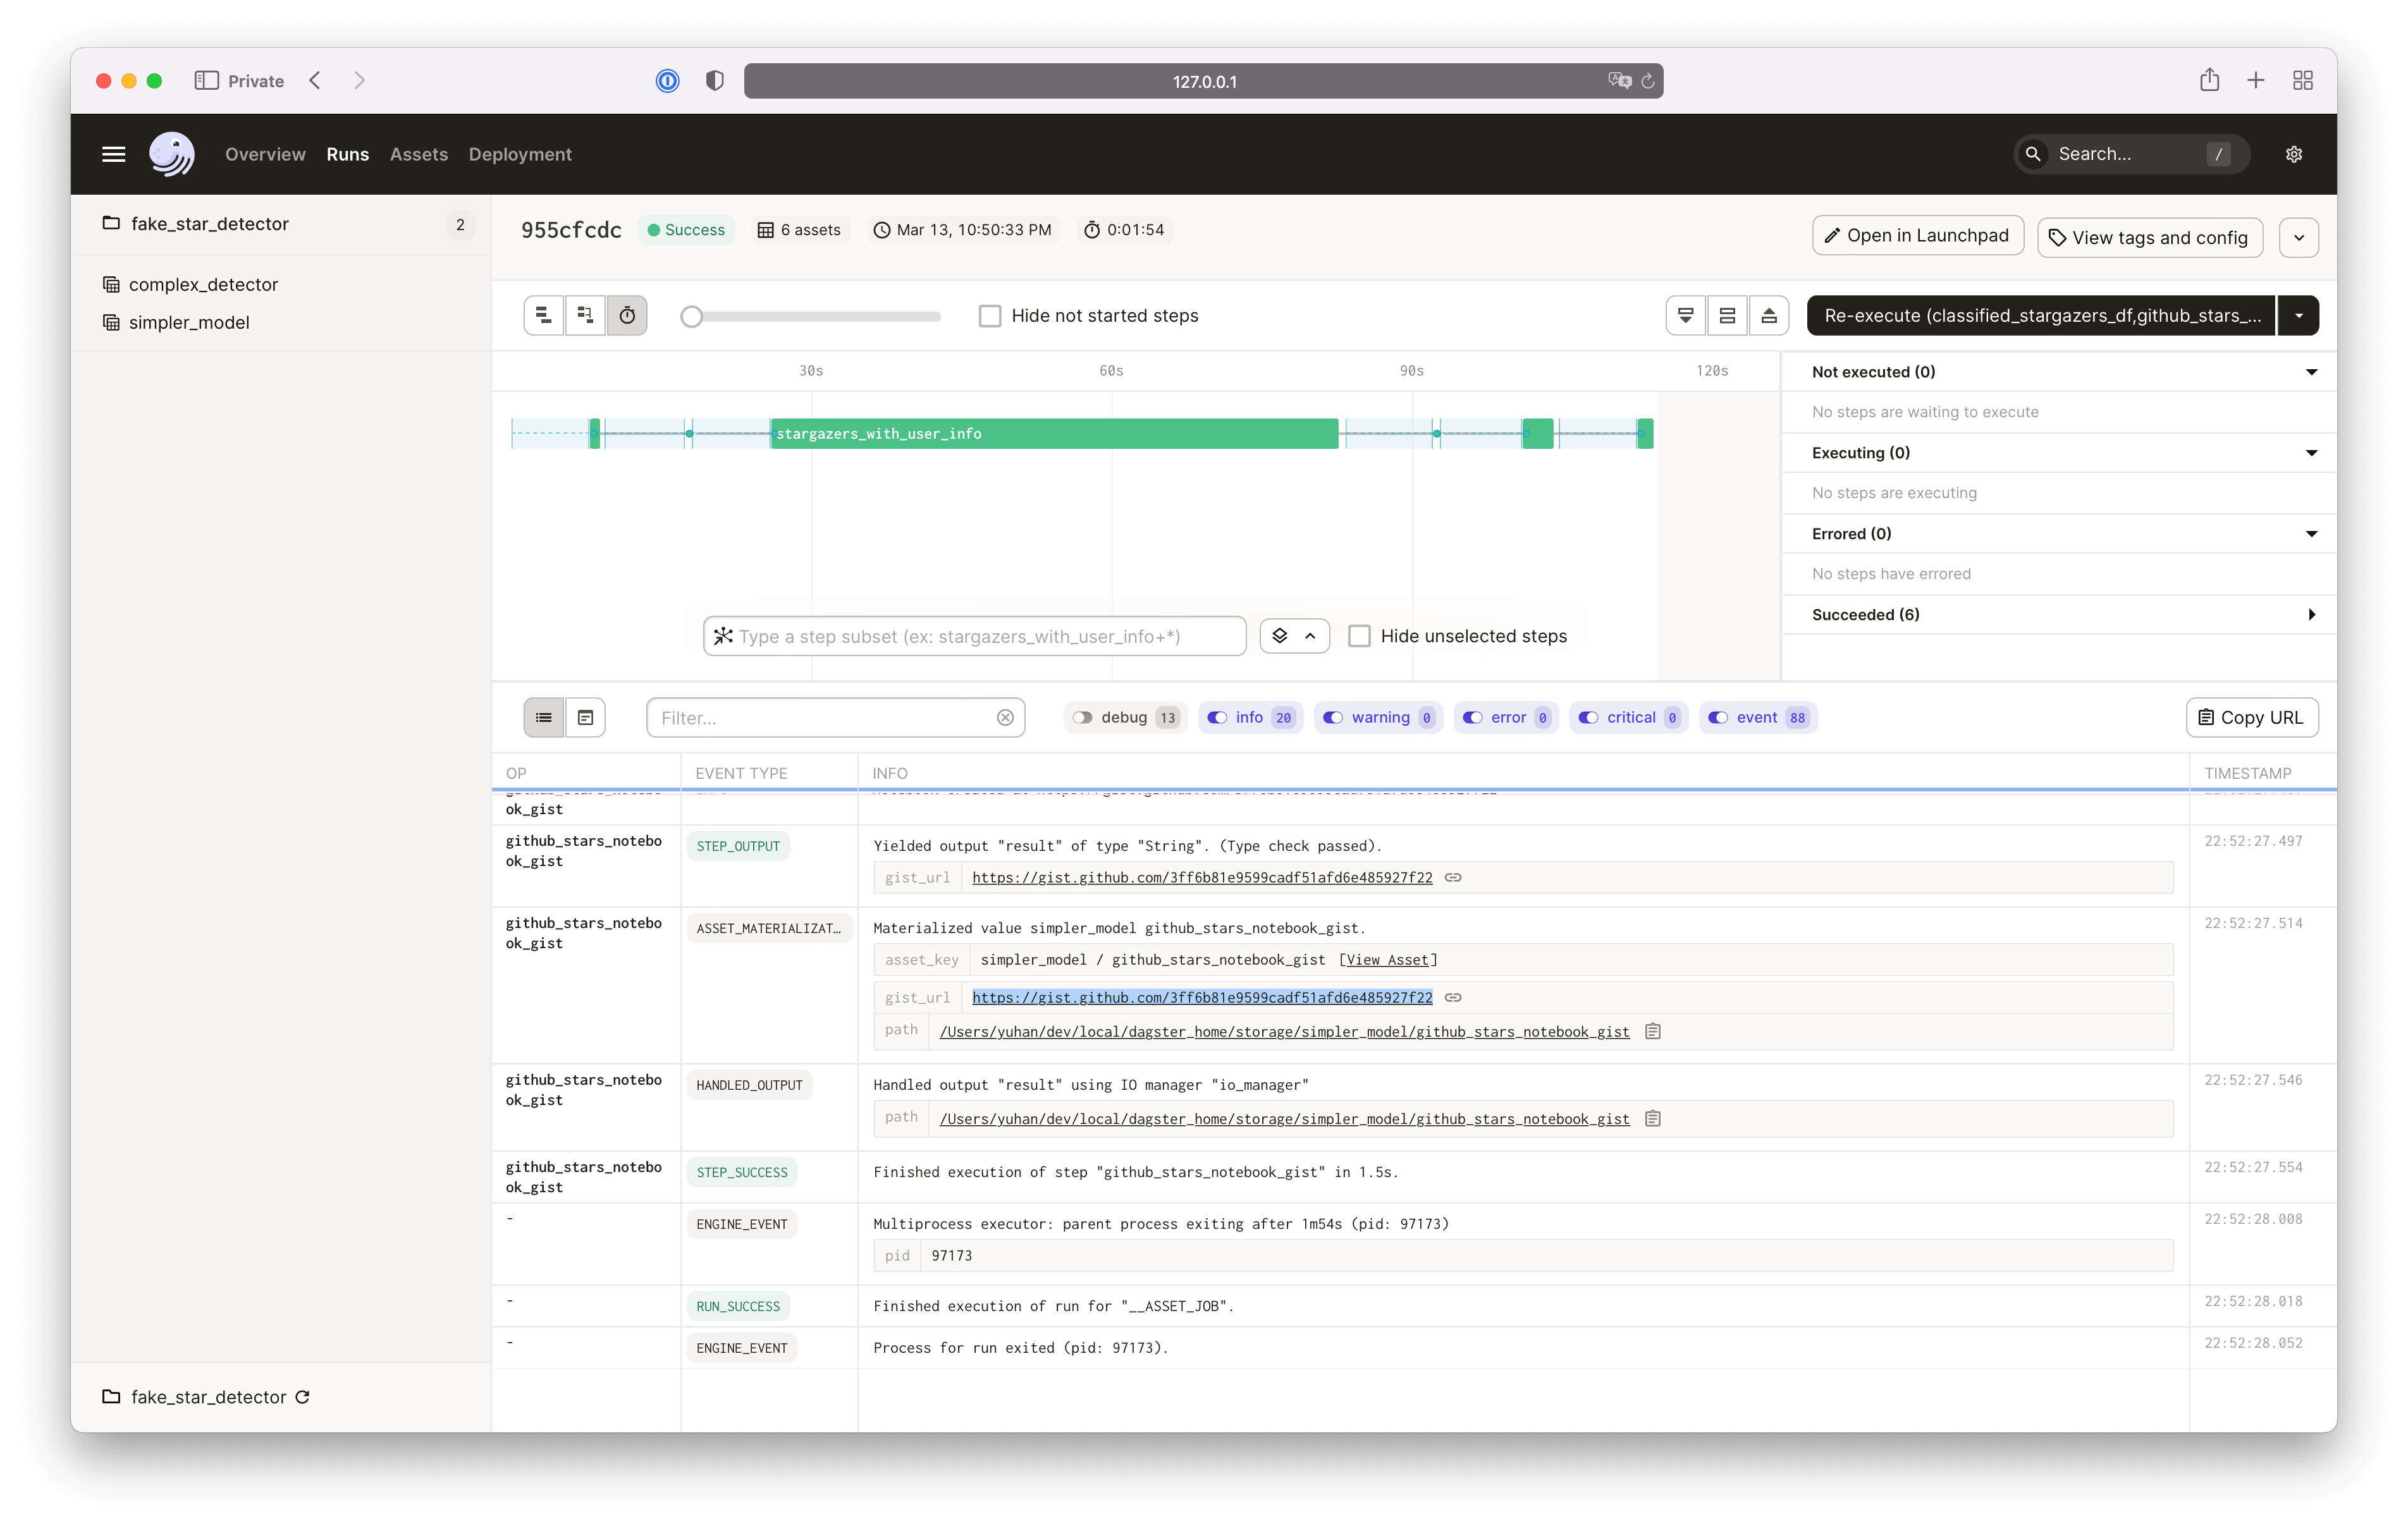 Private
127.0.0.1
Overview Runs Assets Deployment
Search... /
fake_star_detector 2
complex_detector
simpler_model
955cfcdc Success 6 assets Mar 13, 10:50:33 PM 0:01:54
Open in Launchpad View tags and config
Hide not started steps
Re-execute (classified_stargazers_df,github_stars_...
30s 60s 90s 120s
stargazers_with_user_info
Type a step subset (ex: stargazers_with_user_info+*)
Hide unselected steps
Not executed (0)
No steps are waiting to execute
Executing (0)
No steps are executing
Errored (0)
No steps have errored
Succeeded (6)
Filter...
debug 13 info 20 warning 0 error 0 critical 0 event 88
Copy URL
OP EVENT TYPE INFO TIMESTAMP
ok_gist
github_stars_notebo
ok_gist
STEP_OUTPUT
Yielded output "result" of type "String". (Type check passed).
gist_url https://gist.github.com/3ff6b81e9599cadf51afd6e485927f22
22:52:27.497
github_stars_notebo
ok_gist
ASSET_MATERIALIZAT…
Materialized value simpler_model github_stars_notebook_gist.
asset_key simpler_model / github_stars_notebook_gist [View Asset]
gist_url https://gist.github.com/3ff6b81e9599cadf51afd6e485927f22
path /Users/yuhan/dev/local/dagster_home/storage/simpler_model/github_stars_notebook_gist
22:52:27.514
github_stars_notebo
ok_gist
HANDLED_OUTPUT
Handled output "result" using IO manager "io_manager"
path /Users/yuhan/dev/local/dagster_home/storage/simpler_model/github_stars_notebook_gist
22:52:27.546
github_stars_notebo
ok_gist
STEP_SUCCESS
Finished execution of step "github_stars_notebook_gist" in 1.5s.
22:52:27.554
-
ENGINE_EVENT
Multiprocess executor: parent process exiting after 1m54s (pid: 97173)
pid 97173
22:52:28.008
-
RUN_SUCCESS
Finished execution of run for "__ASSET_JOB".
22:52:28.018
-
ENGINE_EVENT
Process for run exited (pid: 97173).
22:52:28.052
fake_star_detector